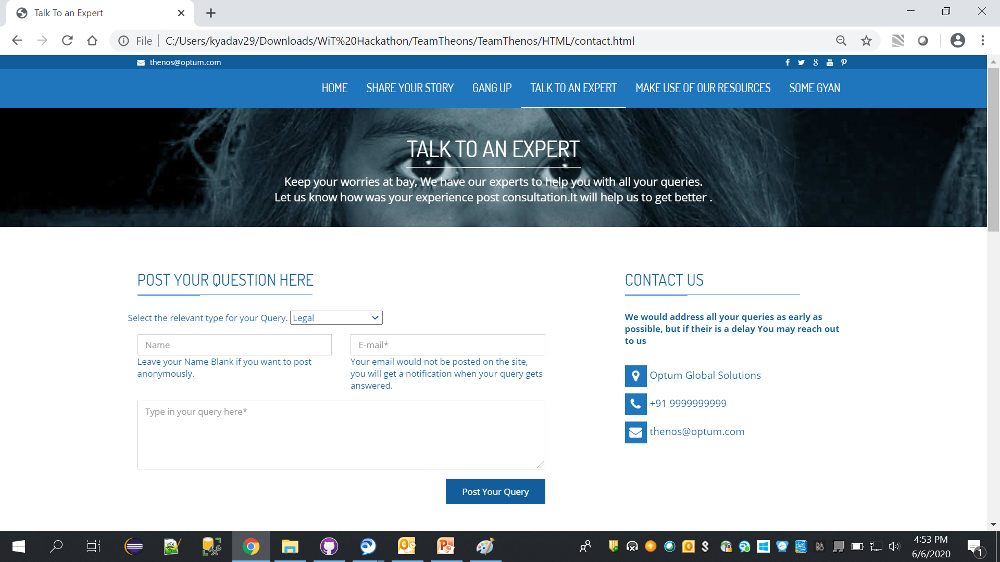 Talk To an Expert
File
C:/Users/kyadav29/Downloads/WiT%20Hackathon/TeamTheons/TeamThenos/HTML/contact.html
thenos@optum.com
HOME SHARE YOUR STORY GANG UP TALK TO AN EXPERT MAKE USE OF OUR RESOURCES SOME GYAN
TALK TO AN EXPERT
Keep your worries at bay, We have our experts to help you with all your queries.
Let us know how was your experience post consultation.It will help us to get better .
POST YOUR QUESTION HERE
Select the relevant type for your Query. Legal
Name
Leave your Name Blank if you want to post
anonymously.
E-mail*
Your email would not be posted on the site,
you will get a notification when your query gets
answered.
Type in your query here*
Post Your Query
CONTACT US
We would address all your queries as early as
possible, but if their is a delay You may reach out
to us
Optum Global Solutions
+91 9999999999
thenos@optum.com
4:53 PM
6/6/2020
1